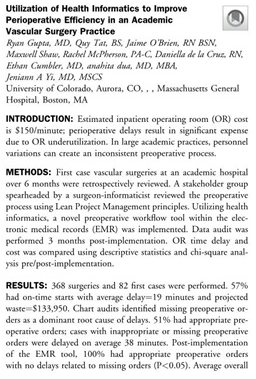 Utilization of Health Informatics to Improve
Perioperative Efficiency in an Academic
Vascular Surgery Practice
Ryan Gupta, MD, Quy Tat, BS, Jaime O'Brien, RN BSN,
Maxwell Shaw, Rachel McPherson, PA-C, Daniella de la Cruz, RN,
Ethan Cumbler, MD, anahita dua, MD, MBA,
Jeniann A Yi, MD, MSCS
University of Colorado, Aurora, CO, , , Massachusetts General
Hospital, Boston, MA
INTRODUCTION: Estimated inpatient operating room (OR) cost
is $150/minute; perioperative delays result in significant expense
due to OR underutilization. In large academic practices, personnel
variations can create an inconsistent preoperative process.
METHODS: First case vascular surgeries at an academic hospital
over 6 months were retrospectively reviewed. A stakeholder group
spearheaded by a surgeon-informaticist reviewed the preoperative
process using Lean Project Management principles. Utilizing health
informatics, a novel preoperative workflow tool within the elec-
tronic medical records (EMR) was implemented. Data audit was
performed 3 months post-implementation. OR time delay and
cost was compared using descriptive statistics and chi-square anal-
ysis pre/post-implementation.
RESULTS: 368 surgeries and 82 first cases were performed. 57%
had on-time starts with average delay=19 minutes and projected
waste=$133,950. Chart audits identified missing preoperative or-
ders as a dominant root cause of delays. 51% had appropriate pre-
operative orders; cases with inappropriate or missing preoperative
orders were delayed on average 38 minutes. Post-implementation
of the EMR tool, 100% had appropriate preoperative orders
with no delays related to missing orders (P<0.05). Average overall